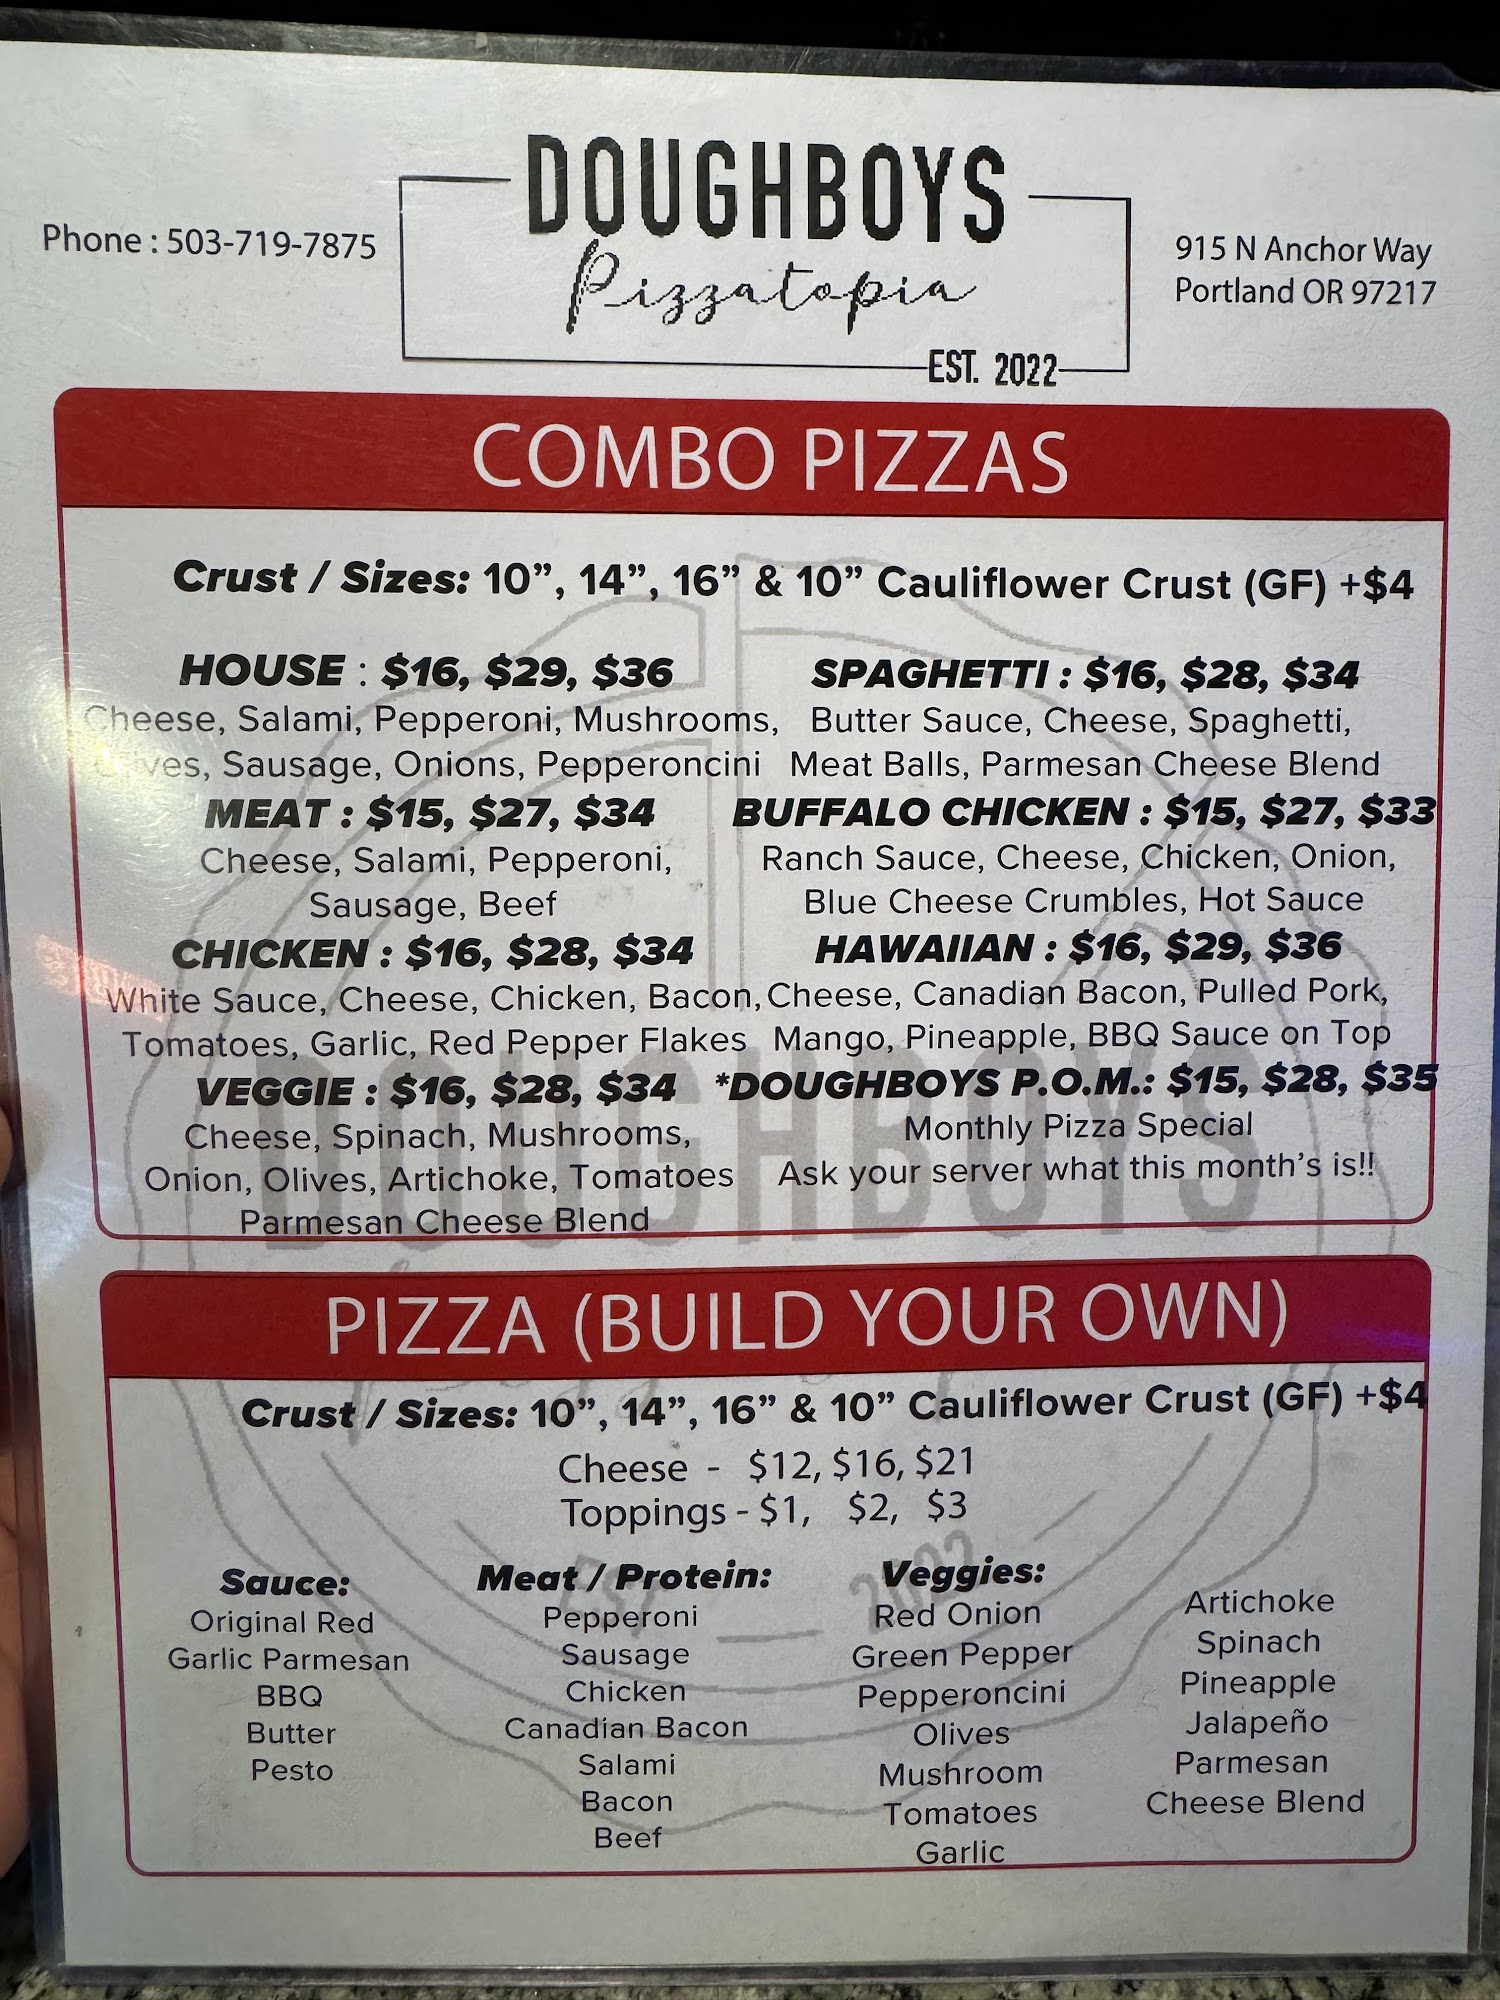 DOUGHBOYS
Pizzatopia
EST. 2022
Phone : 503-719-7875
915 N Anchor Way
Portland OR 97217
COMBO PIZZAS
Crust / Sizes: 10”, 14”, 16” & 10” Cauliflower Crust (GF) +$4
HOUSE : $16, $29, $36
Cheese, Salami, Pepperoni, Mushrooms,
Olives, Sausage, Onions, Pepperoncini
MEAT : $15, $27, $34
Cheese, Salami, Pepperoni,
Sausage, Beef
CHICKEN : $16, $28, $34
White Sauce, Cheese, Chicken, Bacon,
Tomatoes, Garlic, Red Pepper Flakes
VEGGIE : $16, $28, $34
Cheese, Spinach, Mushrooms,
Onion, Olives, Artichoke, Tomatoes
Parmesan Cheese Blend
SPAGHETTI : $16, $28, $34
Butter Sauce, Cheese, Spaghetti,
Meat Balls, Parmesan Cheese Blend
BUFFALO CHICKEN : $15, $27, $33
Ranch Sauce, Cheese, Chicken, Onion,
Blue Cheese Crumbles, Hot Sauce
HAWAIIAN : $16, $29, $36
Cheese, Canadian Bacon, Pulled Pork,
Mango, Pineapple, BBQ Sauce on Top
*DOUGHBOYS P.O.M.: $15, $28, $35
Monthly Pizza Special
Ask your server what this month's is!!
DOUGHBOYS
PIZZA (BUILD YOUR OWN)
Crust / Sizes: 10”, 14”, 16” & 10” Cauliflower Crust (GF) +$4
Cheese - $12, $16, $21
Toppings - $1, $2, $3
EST 2022
Sauce:
Original Red
Garlic Parmesan
BBQ
Butter
Pesto
Meat / Protein:
Pepperoni
Sausage
Chicken
Canadian Bacon
Salami
Bacon
Beef
Veggies:
Red Onion
Green Pepper
Pepperoncini
Olives
Mushroom
Tomatoes
Garlic
Artichoke
Spinach
Pineapple
Jalapeño
Parmesan
Cheese Blend